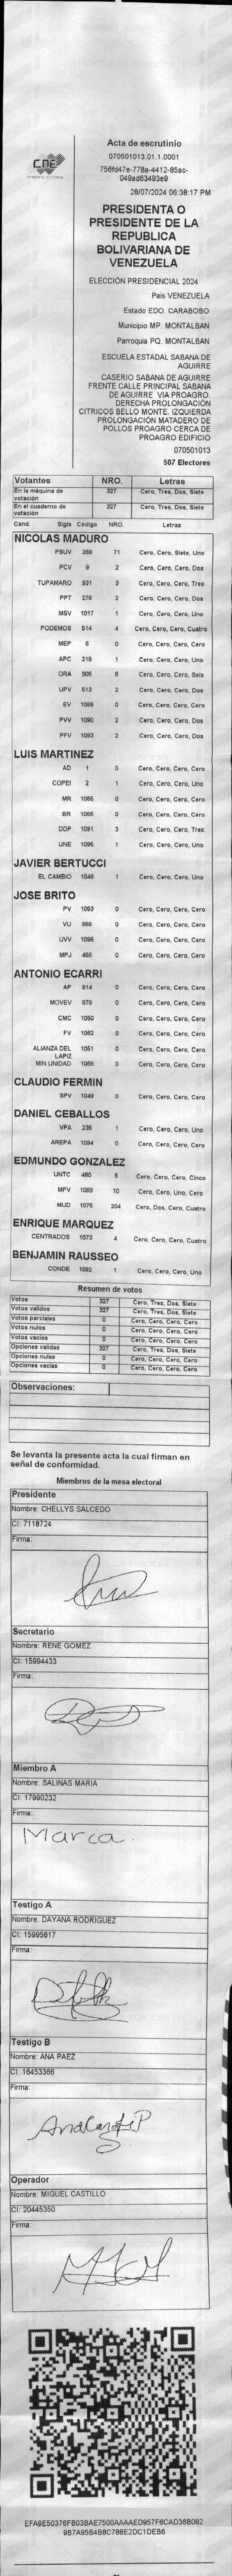 CNE
Acta de escrutinio
070501013.01.1.0001
756fd47e-778a-4412-85ac-
049ad63493e9
28/07/2024 06:38:17 PM
PRESIDENTA O
PRESIDENTE DE LA
REPUBLICA
BOLIVARIANA DE
VENEZUELA
ELECCIÓN PRESIDENCIAL 2024
Pais VENEZUELA
Estado EDO. CARABOBO
Municipio MP. MONTALBAN
Parroquia PQ. MONTALBAN
ESCUELA ESTADAL SABANA DE
AGUIRRE
CASERIO SABANA DE AGUIRRE
FRENTE CALLE PRINCIPAL SABANA
DE AGUIRRE VIA PROAGRO.
DERECHA PROLONGACIÓN
CITRICOS BELLO MONTE. IZQUIERDA
PROLONGACIÓN MATADERO DE
POLLOS PROAGRO CERCA DE
PROAGRO EDIFICIO
070501013
507 Electores
Votantes NRO. Letras
En la máquina de votación 327 Cero, Tres, Dos, Siete
En el cuaderno de votación 327 Cero, Tres, Dos, Siete
Cand. Sigla Código NRO. Letras
NICOLAS MADURO
PSUV 269 71 Cero, Cero, Siete, Uno
PCV 9 2 Cero, Cero, Cero, Dos
TUPAMARO 931 3 Cero, Cero, Cero, Tres
PPT 278 2 Cero, Cero, Cero, Dos
MSV 1017 1 Cero, Cero, Cero, Uno
PODEMOS 514 4 Cero, Cero, Cero, Cuatro
MEP 6 0 Cero, Cero, Cero, Cero
APC 219 1 Cero, Cero, Cero, Uno
ORA 906 6 Cero, Cero, Cero, Seis
UPV 513 2 Cero, Cero, Cero, Dos
EV 1089 0 Cero, Cero, Cero, Cero
PVV 1090 2 Cero, Cero, Cero, Dos
PFV 1093 2 Cero, Cero, Cero, Dos
LUIS MARTINEZ
AD 1 0 Cero, Cero, Cero, Cero
COPEI 2 1 Cero, Cero, Cero, Uno
MR 0 Cero, Cero, Cero, Cero
BR 0 Cero, Cero, Cero, Cero
DDP 1091 3 Cero, Cero, Cero, Tres
UNE 1 Cero, Cero, Cero, Uno
JAVIER BERTUCCI
EL CAMBIO 1048 1 Cero, Cero, Cero, Uno
JOSE BRITO
PV 1053 0 Cero, Cero, Cero, Cero
VU 0 Cero, Cero, Cero, Cero
UVV 0 Cero, Cero, Cero, Cero
MPJ 0 Cero, Cero, Cero, Cero
ANTONIO ECARRI
AP 814 0 Cero, Cero, Cero, Cero
MOVEV 0 Cero, Cero, Cero, Cero
CMC 1050 0 Cero, Cero, Cero, Cero
FV 0 Cero, Cero, Cero, Cero
ALIANZA DEL LAPIZ 1051 0 Cero, Cero, Cero, Cero
MIN UNIDAD 0 Cero, Cero, Cero, Cero
CLAUDIO FERMIN
SPV 1049 0 Cero, Cero, Cero, Cero
DANIEL CEBALLOS
VPA 236 1 Cero, Cero, Cero, Uno
AREPA 1094 0 Cero, Cero, Cero, Cero
EDMUNDO GONZALEZ
UNTC 460 5 Cero, Cero, Cero, Cinco
MPV 10 Cero, Cero, Uno, Cero
MUD 1075 204 Cero, Dos, Cero, Cuatro
ENRIQUE MARQUEZ
CENTRADOS 1073 4 Cero, Cero, Cero, Cuatro
BENJAMIN RAUSSEO
CONDE 1 Cero, Cero, Cero, Uno
Resumen de votos
Votos 327 Cero, Tres, Dos, Siete
Votos validos 327 Cero, Tres, Dos, Siete
Votos parciales 0 Cero, Cero, Cero, Cero
Votos nulos 0 Cero, Cero, Cero, Cero
Votos vacios 0 Cero, Cero, Cero, Cero
Opciones validas 327 Cero, Tres, Dos, Siete
Opciones nulas 0 Cero, Cero, Cero, Cero
Opciones vacias 0 Cero, Cero, Cero, Cero
Observaciones:
Se levanta la presente acta la cual firman en
señal de conformidad.
Miembros de la mesa electoral
Presidente
Nombre: CHELLYS SALCEDO
CI: 7118724
Firma:
Secretario
Nombre: RENE GOMEZ
CI: 15994433
Firma:
Miembro A
Nombre: SALINAS MARIA
CI: 17990232
Firma:
Marca
Testigo A
Nombre: DAYANA RODRIGUEZ
CI: 15995817
Firma:
Testigo B
Nombre: ANA PAEZ
CI: 16453366
Firma:
Operador
Nombre: MIGUEL CASTILLO
CI: 20445350
Firma:
EFA9E50376FB03BAE7500AAAAED957F6CAD36B082
9B7A95B4B8C788E2DC1DEB6